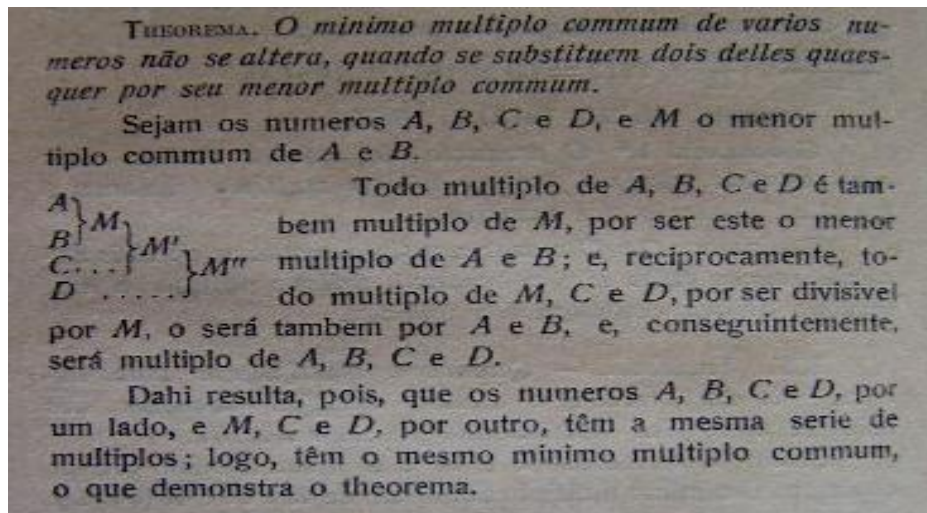 THEOREMA. O minimo multiplo commum de varios nu-
meros não se altera, quando se substituem dois delles quaes-
quer por seu menor multiplo commum.
Sejam os numeros A, B, C e D, e M o menor mul-
tiplo commum de A e B.
Todo multiplo de A, B, C e D é tam-
bem multiplo de M, por ser este o menor
multiplo de A e B; e, reciprocamente, to-
do multiplo de M, C e D, por ser divisivel
A
B } M
C... } M'
D ..... } M"
por M, o será tambem por A e B, e, conseguintemente,
será multiplo de A, B, C e D.
Dahi resulta, pois, que os numeros A, B, C e D, por
um lado, e M, C e D, por outro, têm a mesma serie de
multiplos; logo, têm o mesmo minimo multiplo commum,
o que demonstra o theorema.